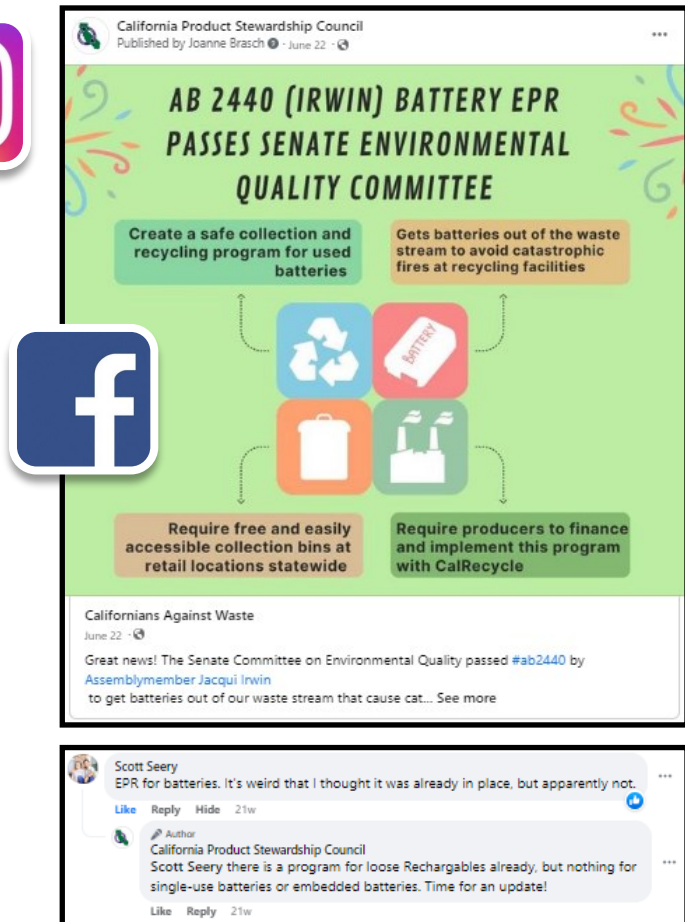 California Product Stewardship Council
Published by Joanne Brasch · June 22 ·
AB 2440 (IRWIN) BATTERY EPR
PASSES SENATE ENVIRONMENTAL
QUALITY COMMITTEE
Create a safe collection and
recycling program for used
batteries
Gets batteries out of the waste
stream to avoid catastrophic
fires at recycling facilities
BATTERY
Require free and easily
accessible collection bins at
retail locations statewide
Require producers to finance
and implement this program
with CalRecycle
f
Californians Against Waste
June 22 ·
Great news! The Senate Committee on Environmental Quality passed #ab2440 by
Assemblymember Jacqui Irwin
to get batteries out of our waste stream that cause cat... See more
Scott Seery
EPR for batteries. It's weird that I thought it was already in place, but apparently not.
Like Reply Hide 21w
Author
California Product Stewardship Council
Scott Seery there is a program for loose Rechargables already, but nothing for
single-use batteries or embedded batteries. Time for an update!
Like Reply 21w